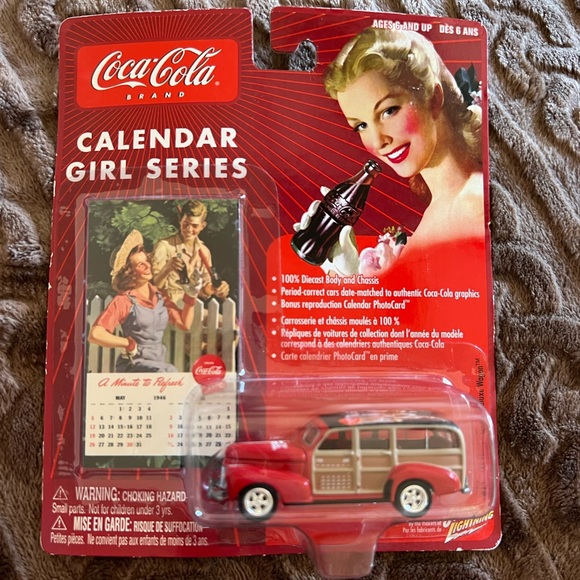 AGES 8 AND UP DÈS 6 ANS
Coca-Cola
BRAND
CALENDAR
GIRL SERIES
• 100% Diecast Body and Chassis
• Period-correct cars date-matched to authentic Coca-Cola graphics
• Bonus reproduction Calendar PhotoCard™
• Carrosserie et châssis moulés à 100 %
• Répliques de voitures de collection dont l'année du modèle
correspond à des calendriers authentiques Coca-Cola
• Carte calendrier PhotoCard™ en prime
Coca-Cola
A Minute to Refresh
MAY 1946
1 2 3 4
5 6 7 8 9 10 11
12 13 14 15 16 17 18
19 20 21 22 23 24 25
26 27 28 29 30 31
WARNING: CHOKING HAZARD-
Small parts. Not for children under 3 yrs.
MISE EN GARDE: RISQUE DE SUFFOCATION-
Petites pièces. Ne convient pas aux enfants de moins de 3 ans.
Par les fabricants de
LIGHTNING